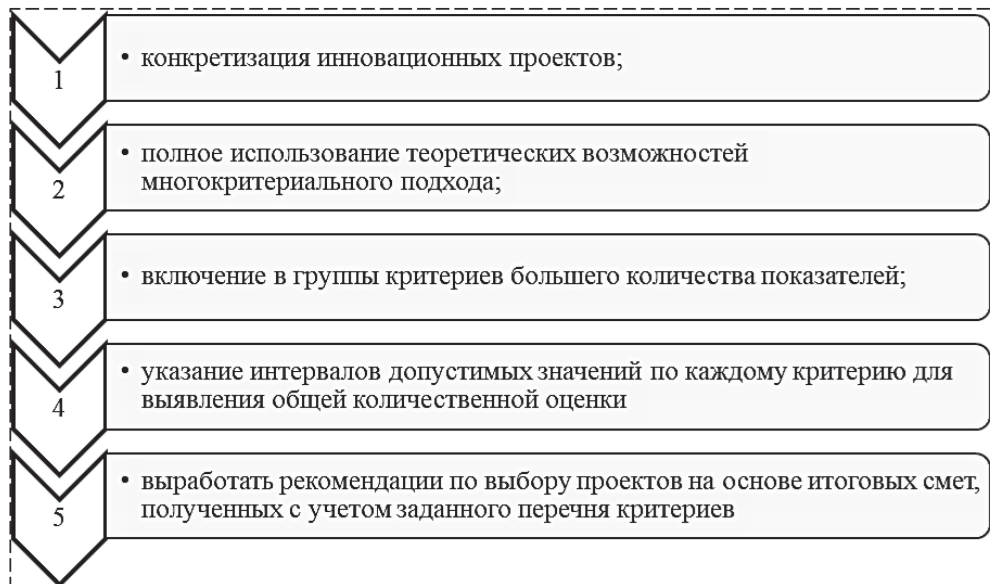 1
• конкретизация инновационных проектов;
2
• полное использование теоретических возможностей
многокритериального подхода;
3
• включение в группы критериев большего количества показателей;
4
• указание интервалов допустимых значений по каждому критерию для
выявления общей количественной оценки
5
• выработать рекомендации по выбору проектов на основе итоговых смет,
полученных с учетом заданного перечня критериев